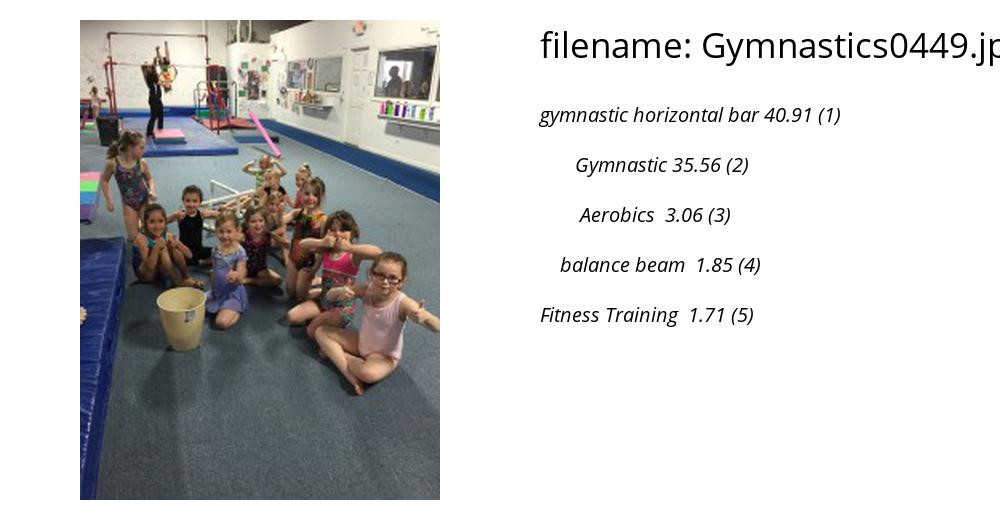 filename: Gymnastics0449.jp
gymnastic horizontal bar 40.91 (1)
Gymnastic 35.56 (2)
Aerobics 3.06 (3)
balance beam 1.85 (4)
Fitness Training 1.71 (5)